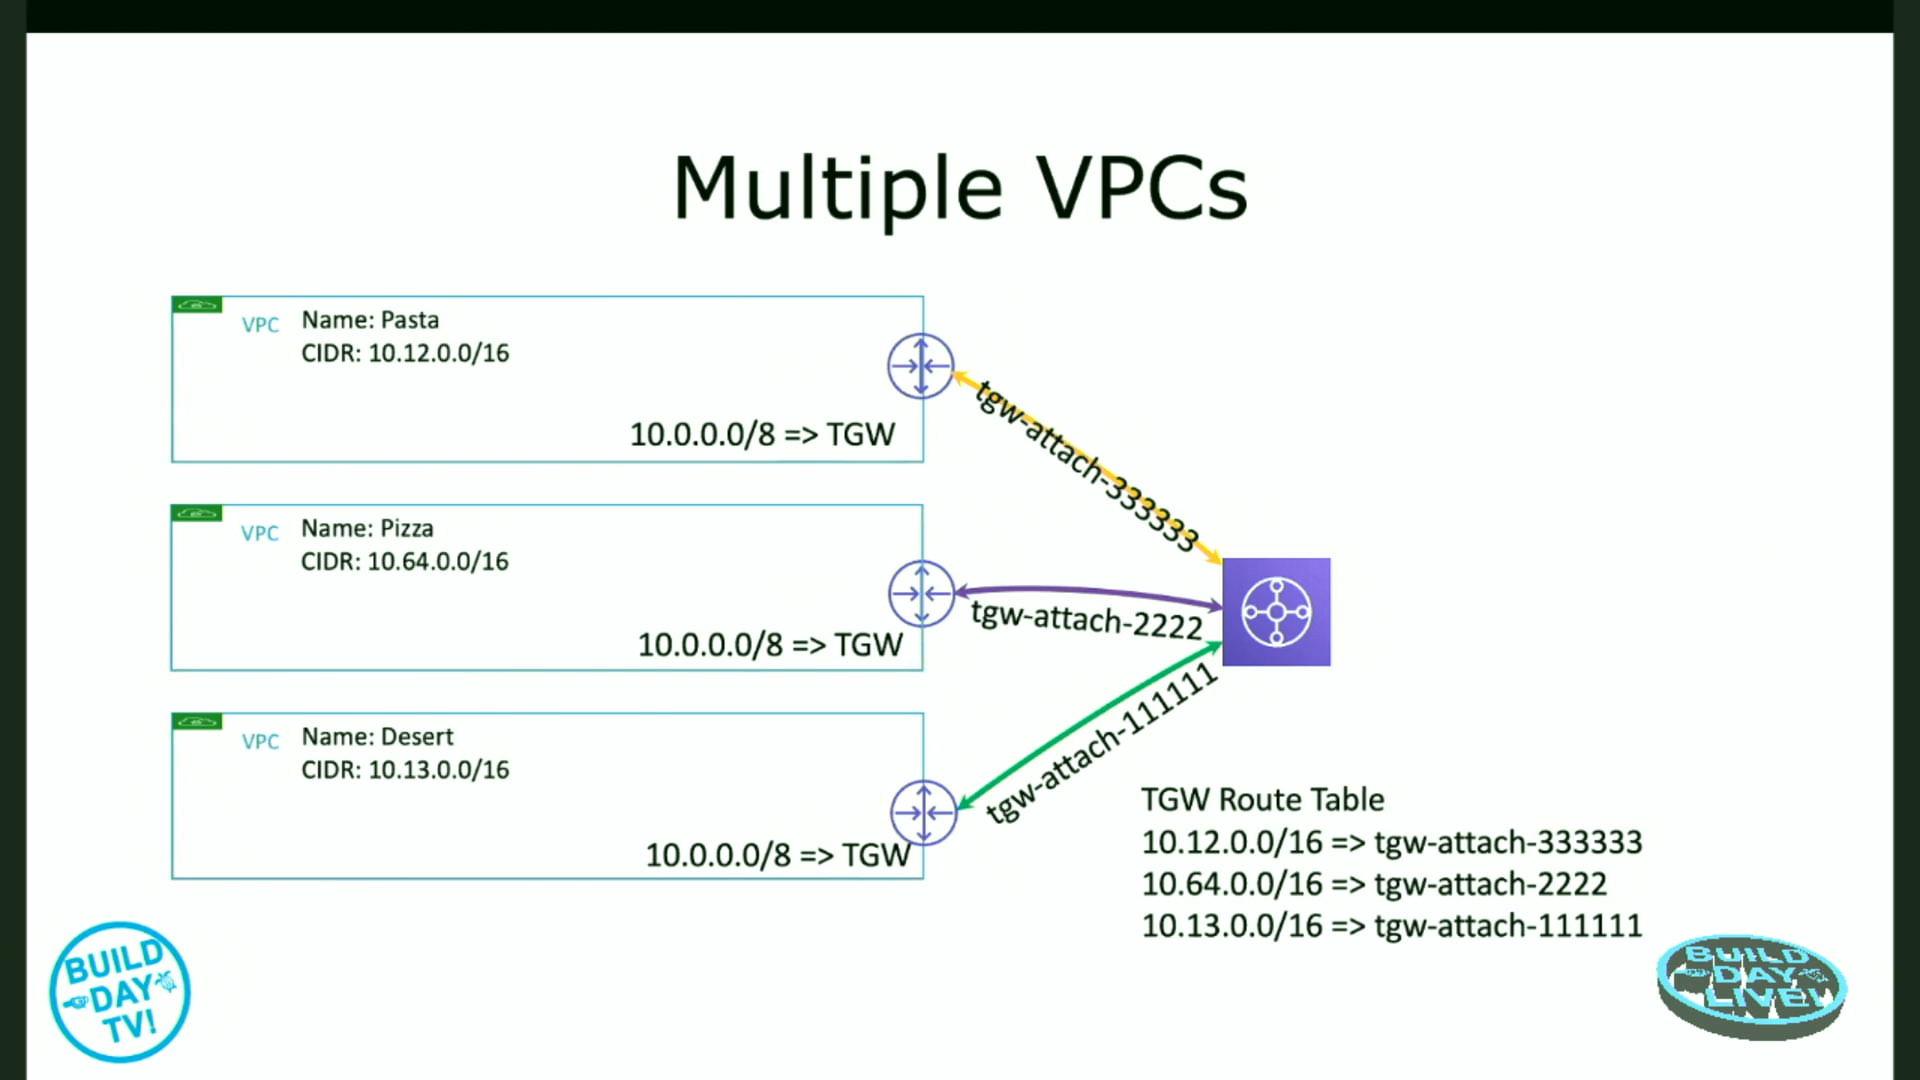 Multiple VPCs
VPC
Name: Pasta
CIDR: 10.12.0.0/16
10.0.0.0/8 => TGW
tgw-attach-333333
VPC
Name: Pizza
CIDR: 10.64.0.0/16
10.0.0.0/8 => TGW
tgw-attach-2222
VPC
Name: Desert
CIDR: 10.13.0.0/16
10.0.0.0/8 => TGW
tgw-attach-111111
TGW Route Table
10.12.0.0/16 => tgw-attach-333333
10.64.0.0/16 => tgw-attach-2222
10.13.0.0/16 => tgw-attach-111111
BUILD
DAY
TV!
BUILD
DAY
LIVE!